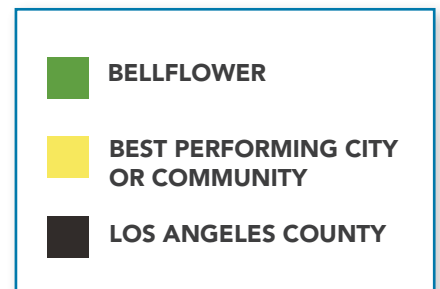 BELLFLOWER
BEST PERFORMING CITY
OR COMMUNITY
LOS ANGELES COUNTY